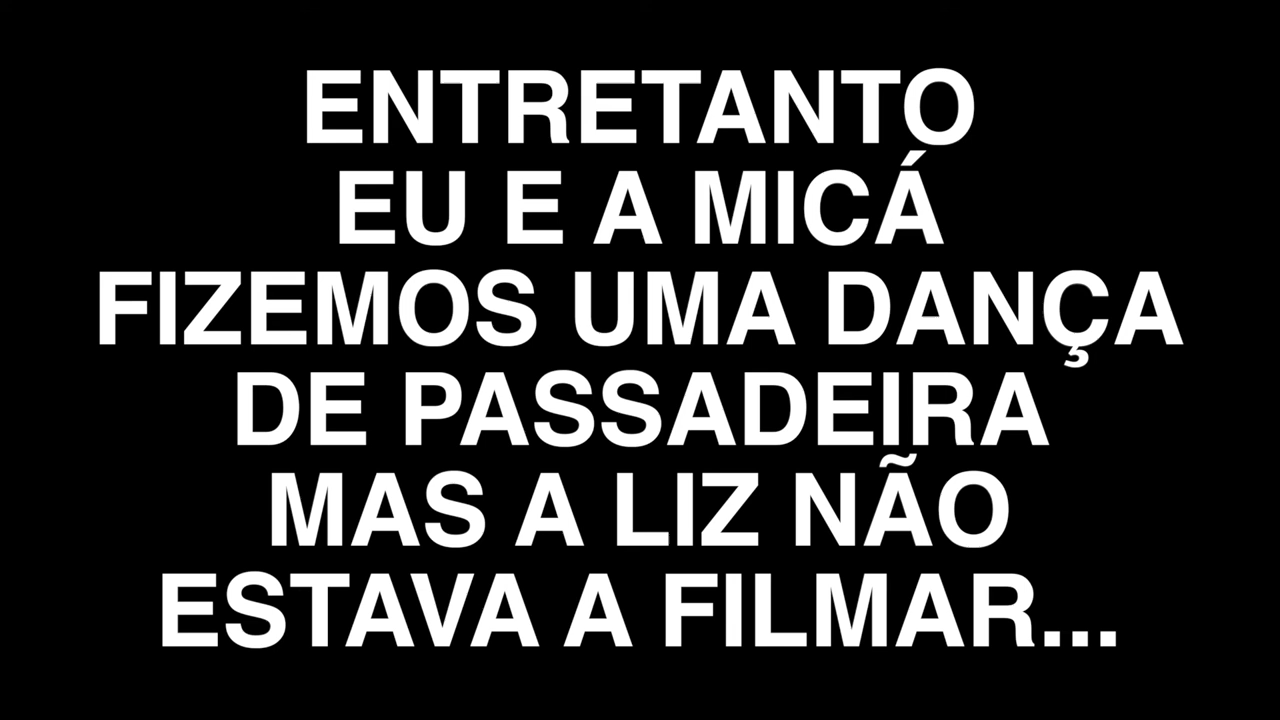 ENTRETANTO
EU E A MICÁ
FIZEMOS UMA DANÇA
DE PASSADEIRA
MAS A LIZ NÃO
ESTAVA A FILMAR...